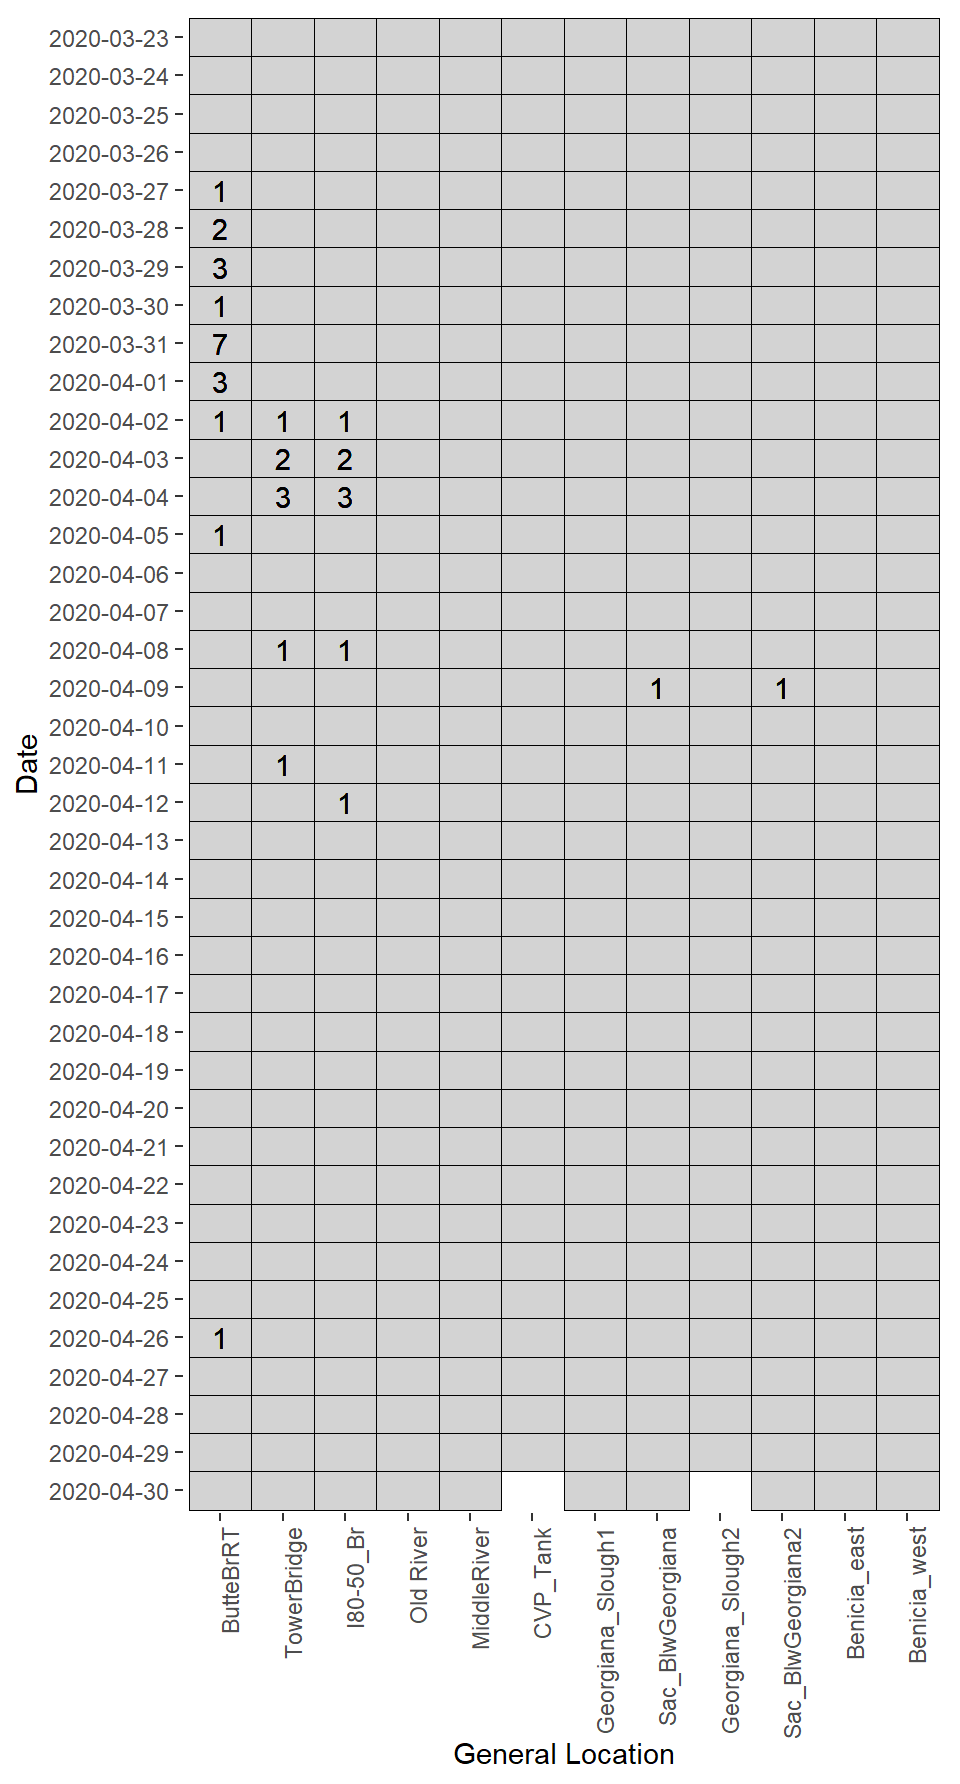 2020-03-23
2020-03-24
2020-03-25
2020-03-26
2020-03-27 1
2020-03-28 2
2020-03-29 3
2020-03-30 1
2020-03-31 7
2020-04-01 3
2020-04-02 1 1 1
2020-04-03 2 2
2020-04-04 3 3
2020-04-05 1
2020-04-06
2020-04-07
2020-04-08 1 1
2020-04-09 1 1
2020-04-10
2020-04-11 1
2020-04-12 1
2020-04-13
2020-04-14
2020-04-15
2020-04-16
2020-04-17
2020-04-18
2020-04-19
2020-04-20
2020-04-21
2020-04-22
2020-04-23
2020-04-24
2020-04-25
2020-04-26 1
2020-04-27
2020-04-28
2020-04-29
2020-04-30
Date
ButteBrRT
TowerBridge
I80-50_Br
Old River
MiddleRiver
CVP_Tank
Georgiana_Slough1
Sac_BlwGeorgiana
Georgiana_Slough2
Sac_BlwGeorgiana2
Benicia_east
Benicia_west
General Location